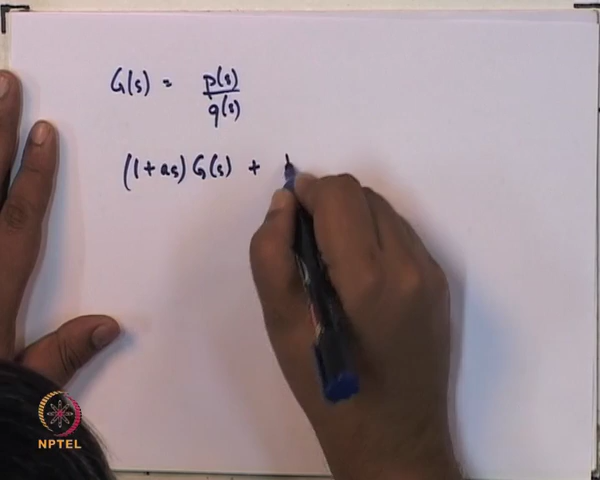 G(s) = p(s)/q(s)
(1+as) G(s) +
NPTEL